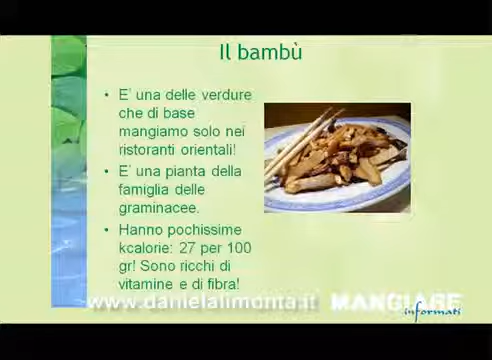 Il bambù
• E' una delle verdure
che di base
mangiamo solo nei
ristoranti orientali!
• E' una pianta della
famiglia delle
graminacee.
• Hanno pochissime
kcalorie: 27 per 100
gr! Sono ricchi di
vitamine e di fibra!
www.danielalimonta.it MANGIARE
informati